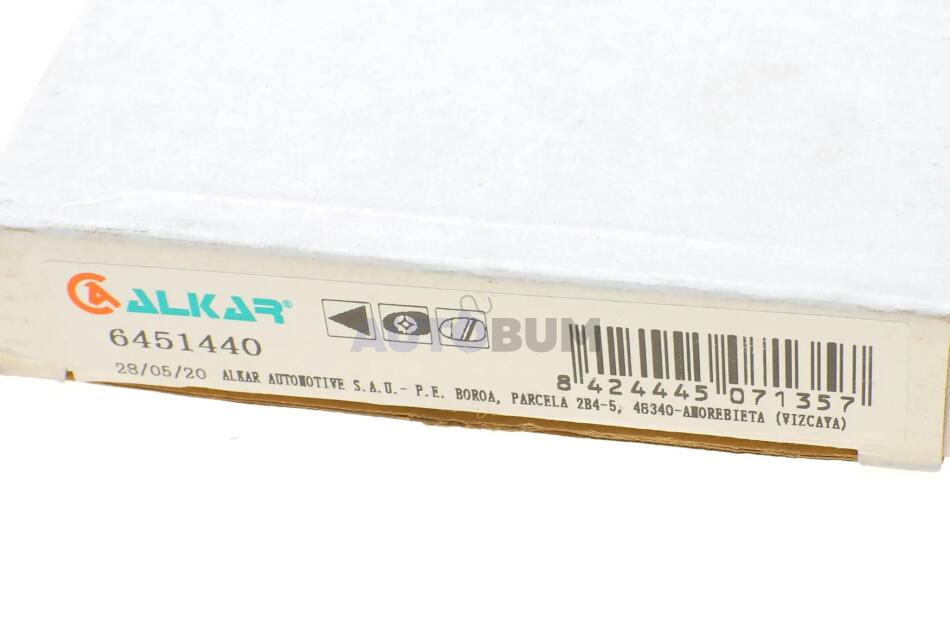 ALKAR®
6451440
AUTOBUM
8 424445 071357
28/05/20 ALKAR AUTOMOTIVE S.A.U.- P.E. BOROA, PARCELA 2B4-5, 48340-AMOREBIETA (VIZCAYA)